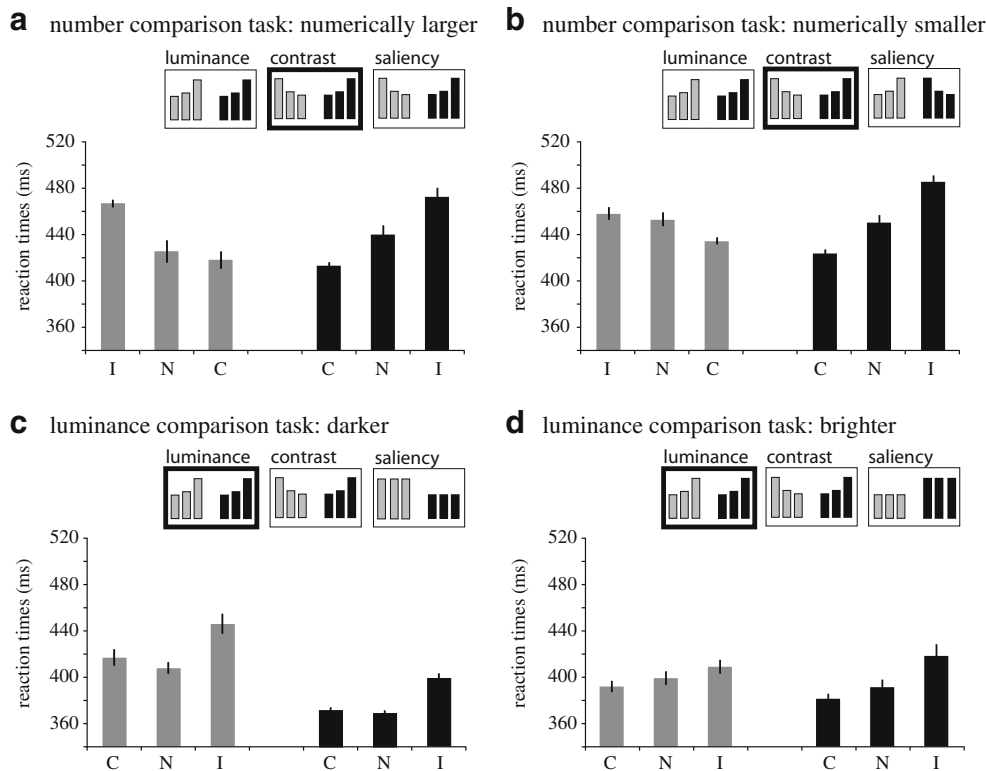 a number comparison task: numerically larger
luminance contrast saliency
reaction times (ms)
520
480
440
400
360
I N C C N I
b number comparison task: numerically smaller
luminance contrast saliency
reaction times (ms)
520
480
440
400
360
I N C C N I
c luminance comparison task: darker
luminance contrast saliency
reaction times (ms)
520
480
440
400
360
C N I C N I
d luminance comparison task: brighter
luminance contrast saliency
reaction times (ms)
520
480
440
400
360
C N I C N I